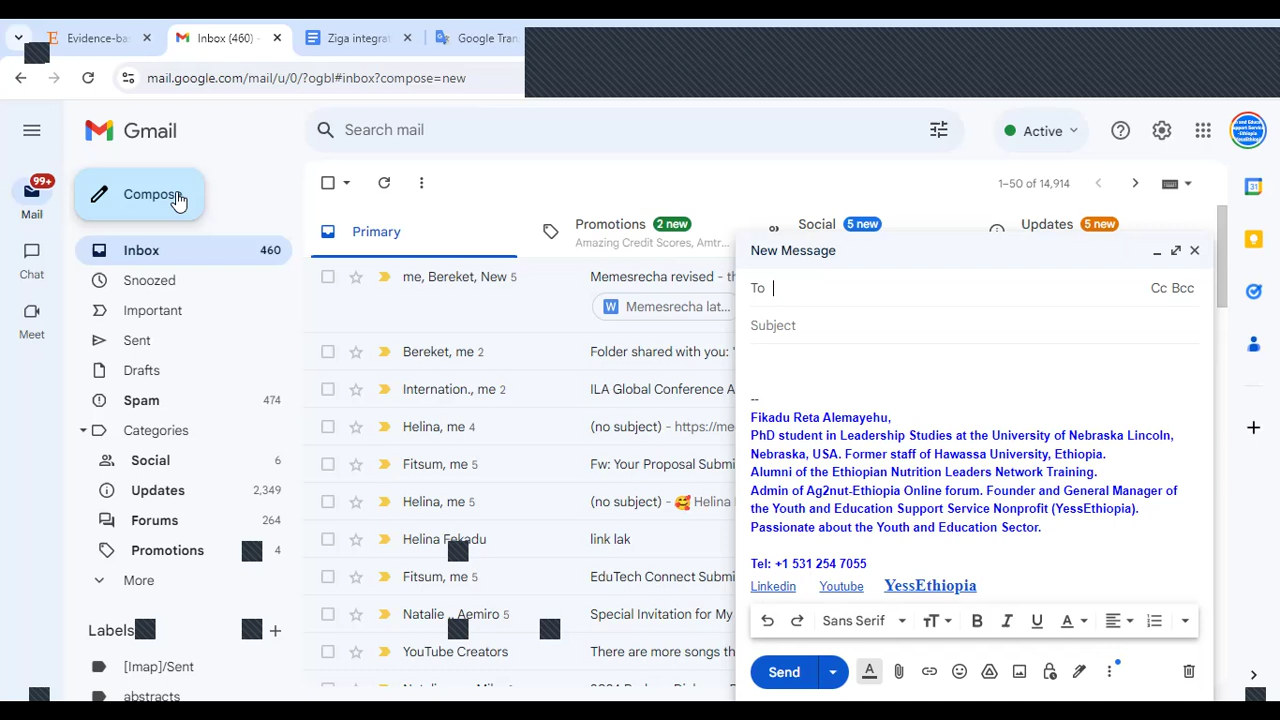 Evidence-ba
Inbox (460)
Ziga integrat
Google Tran
mail.google.com/mail/u/0/?ogbl#inbox?compose=new
Gmail
Search mail
Active
99+
Mail
Chat
Meet
Compose
Inbox 460
Snoozed
Important
Sent
Drafts
Spam 474
Categories
Social 6
Updates 2,349
Forums 264
Promotions 4
More
Labels
[Imap]/Sent
abstracts
1–50 of 14,914
Primary
Promotions 2 new
Amazing Credit Scores, Amtr...
Social 5 new
Updates 5 new
me, Bereket, New 5 Memesrecha revised - th
Memesrecha lat...
Bereket, me 2 Folder shared with you: "
International., me 2 ILA Global Conference A
Helina, me 4 (no subject) - https://me
Fitsum, me 5 Fw: Your Proposal Submi
Helina, me 5 (no subject) - 🥰 Helina
Helina Fekadu link lak
Fitsum, me 5 EduTech Connect Submi
Natalie .. Aemiro 5 Special Invitation for My
YouTube Creators There are more songs th
New Message
To Cc Bcc
Subject
--
Fikadu Reta Alemayehu,
PhD student in Leadership Studies at the University of Nebraska Lincoln,
Nebraska, USA. Former staff of Hawassa University, Ethiopia.
Alumni of the Ethiopian Nutrition Leaders Network Training.
Admin of Ag2nut-Ethiopia Online forum. Founder and General Manager of
the Youth and Education Support Service Nonprofit (YessEthiopia).
Passionate about the Youth and Education Sector.
Tel: +1 531 254 7055
Linkedin Youtube YessEthiopia
Sans Serif
Send